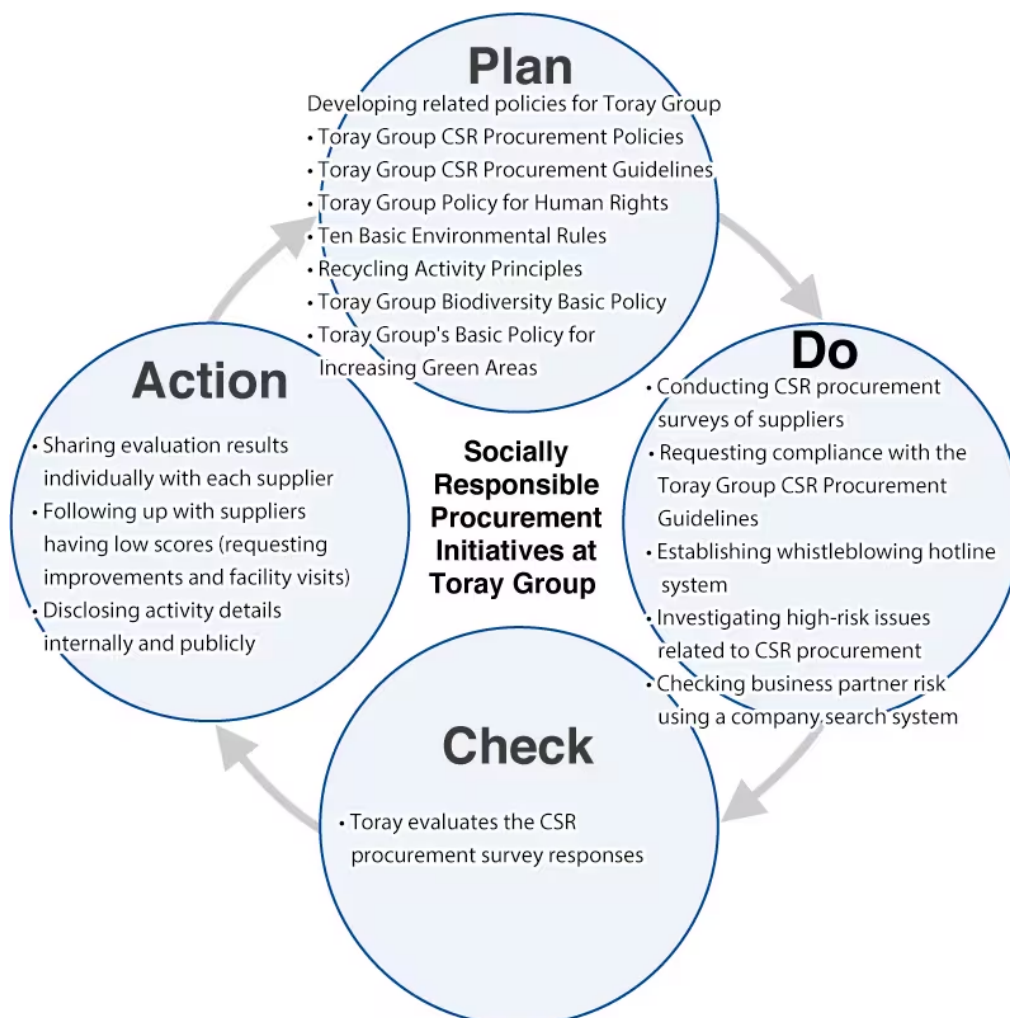 Plan
Developing related policies for Toray Group
• Toray Group CSR Procurement Policies
• Toray Group CSR Procurement Guidelines
• Toray Group Policy for Human Rights
• Ten Basic Environmental Rules
• Recycling Activity Principles
• Toray Group Biodiversity Basic Policy
• Toray Group's Basic Policy for
Increasing Green Areas
Do
• Conducting CSR procurement
surveys of suppliers
• Requesting compliance with the
Toray Group CSR Procurement
Guidelines
• Establishing whistleblowing hotline
system
• Investigating high-risk issues
related to CSR procurement
• Checking business partner risk
using a company search system
Check
• Toray evaluates the CSR
procurement survey responses
Action
• Sharing evaluation results
individually with each supplier
• Following up with suppliers
having low scores (requesting
improvements and facility visits)
• Disclosing activity details
internally and publicly
Socially
Responsible
Procurement
Initiatives at
Toray Group